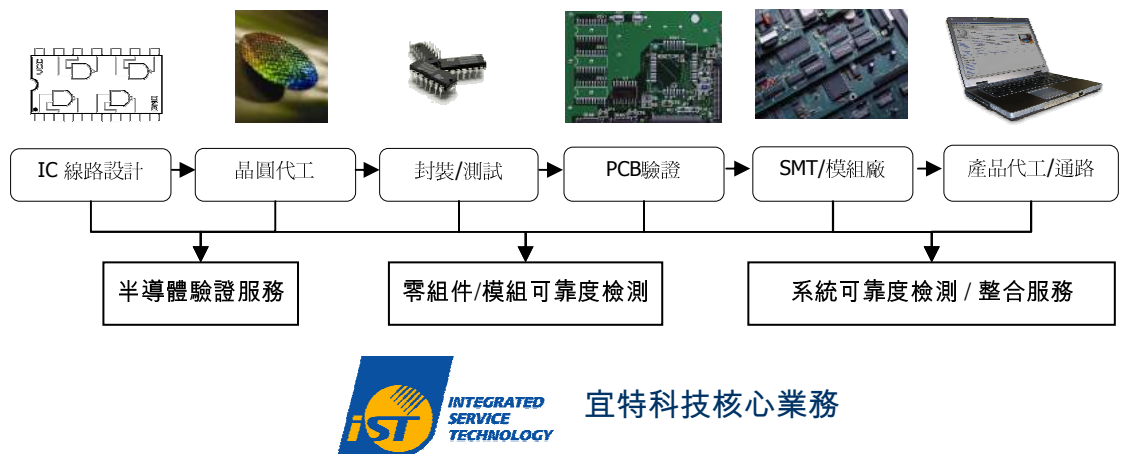 IC 線路設計
晶圓代工
封裝/測試
PCB驗證
SMT/模組廠
產品代工/通路
半導體驗證服務
零組件/模組可靠度檢測
系統可靠度檢測 / 整合服務
iST
INTEGRATED
SERVICE
TECHNOLOGY
宜特科技核心業務